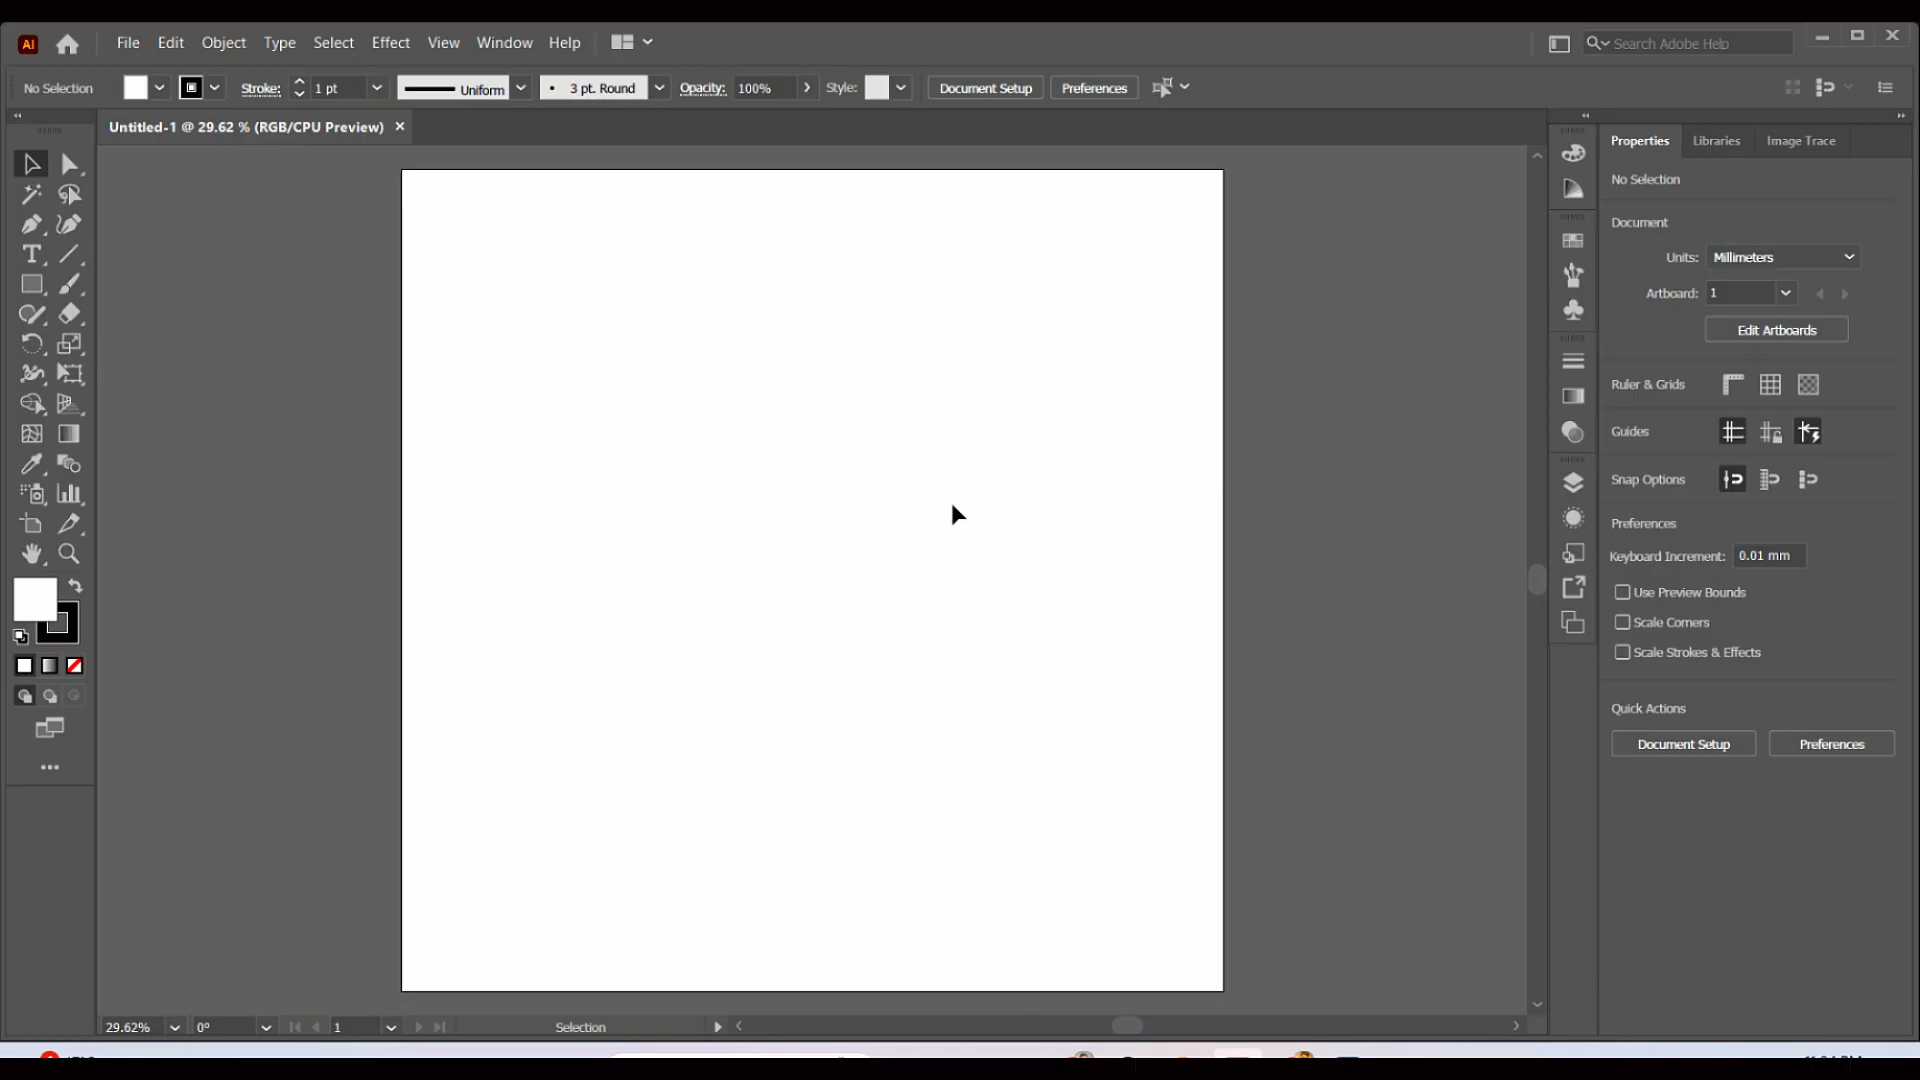 Ai File Edit Object Type Select Effect View Window Help Search Adobe Help
No Selection Stroke: 1 pt Uniform 3 pt. Round Opacity: 100% Style: Document Setup Preferences
Untitled-1 @ 29.62 % (RGB/CPU Preview)
Properties Libraries Image Trace
No Selection
Document
Units: Millimeters
Artboard: 1
Edit Artboards
Ruler & Grids
Guides
Snap Options
Preferences
Keyboard Increment: 0.01 mm
Use Preview Bounds
Scale Corners
Scale Strokes & Effects
Quick Actions
Document Setup Preferences
29.62% 0° 1 Selection